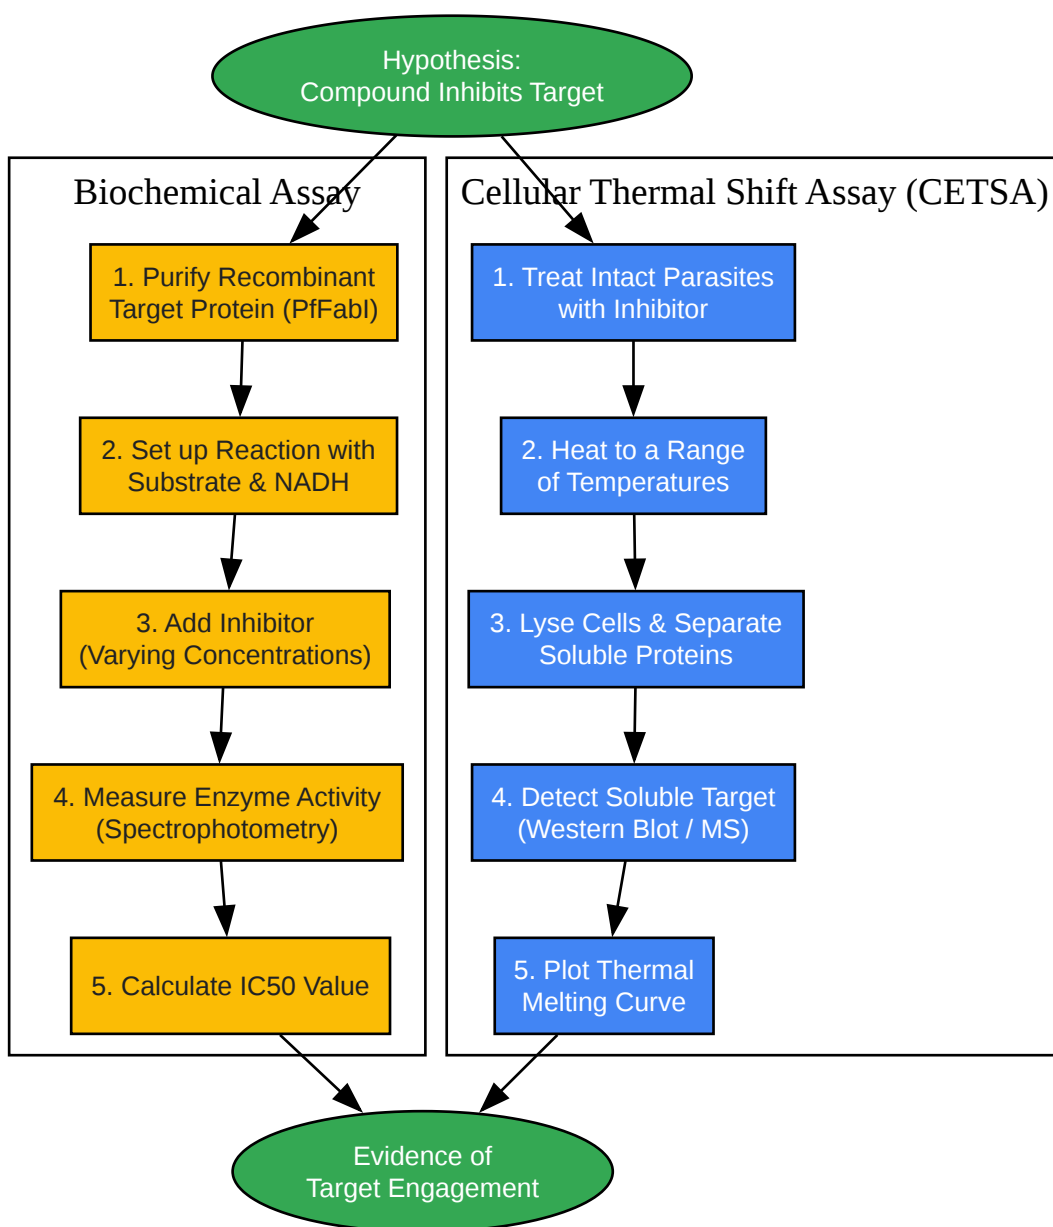 Hypothesis:
Compound Inhibits Target
Biochemical Assay
1. Purify Recombinant
Target Protein (PfFabI)
2. Set up Reaction with
Substrate & NADH
3. Add Inhibitor
(Varying Concentrations)
4. Measure Enzyme Activity
(Spectrophotometry)
5. Calculate IC50 Value
Cellular Thermal Shift Assay (CETSA)
1. Treat Intact Parasites
with Inhibitor
2. Heat to a Range
of Temperatures
3. Lyse Cells & Separate
Soluble Proteins
4. Detect Soluble Target
(Western Blot / MS)
5. Plot Thermal
Melting Curve
Evidence of
Target Engagement